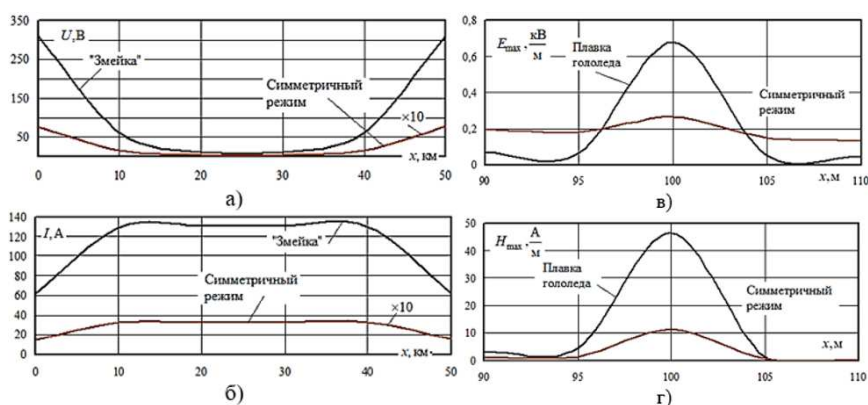 350
U, В
"Змейка"
250
Симметричный
режим
150
×10
50
x, км
0
10
20
30
40
50
а)
140
I, А
120
"Змейка"
100
80
Симметричный
режим
60
×10
40
20
x, км
0
0
10
20
30
40
50
б)
0,8
Emax, кВ/м
Плавка
гололеда
0,6
Симметричный
режим
0,4
0,2
x, м
0
90
95
100
105
110
в)
50
Hmax, А/м
40
Плавка
гололеда
Симметричный
режим
30
20
10
x, м
0
90
95
100
105
110
г)